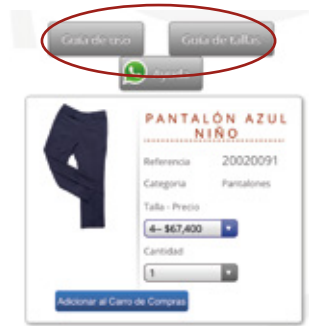 Guía de uso
Guía de tallas
Ayuda
PANTALÓN AZUL
NIÑO
Referencia 20020091
Categoria Pantalones
Talla - Precio
4– $67,400
Cantidad
1
Adicionar al Carro de Compras